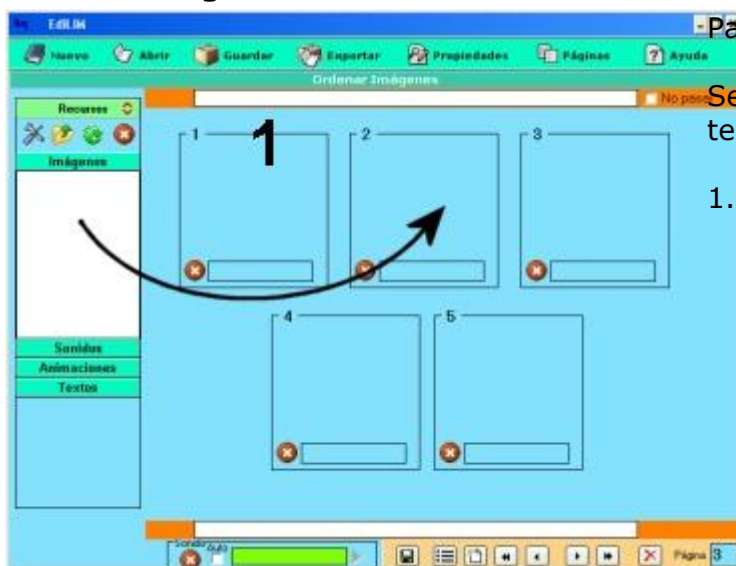 EdiLIM
Nuevo Abrir Guardar Exportar Propiedades Páginas Ayuda
Ordenar Imágenes
Recursos
No pasa
Imágenes
1 2 3
1
4 5
Sonidos
Animaciones
Textos
Sonido
Auto
Página 3
Pa
Se
te
1.